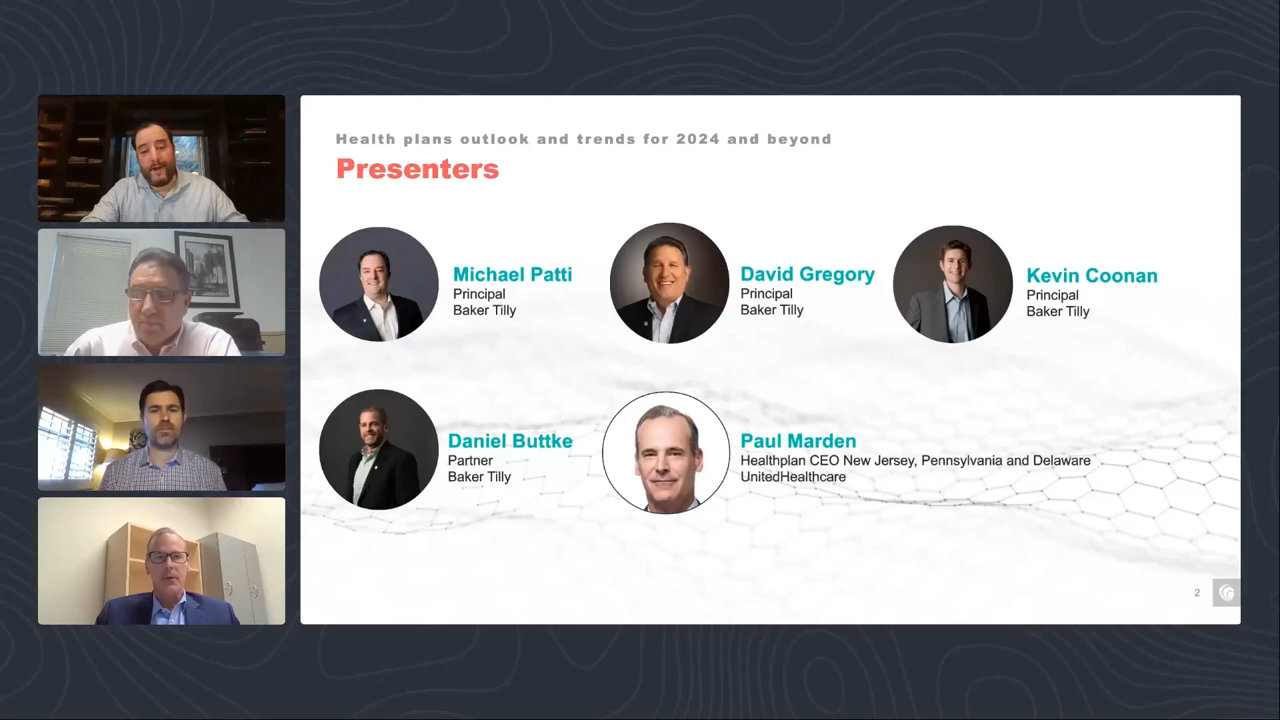 Health plans outlook and trends for 2024 and beyond
Presenters
Michael Patti
Principal
Baker Tilly
David Gregory
Principal
Baker Tilly
Kevin Coonan
Principal
Baker Tilly
Daniel Buttke
Partner
Baker Tilly
Paul Marden
Healthplan CEO New Jersey, Pennsylvania and Delaware
UnitedHealthcare
2